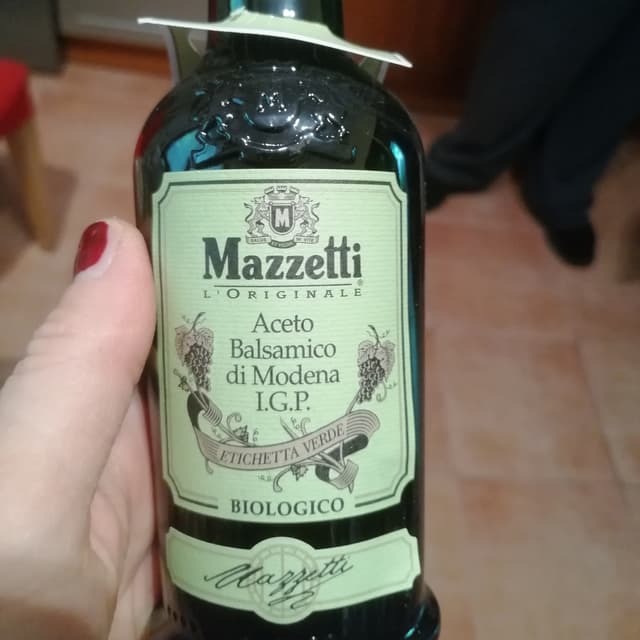 M
M
Mazzetti
L'ORIGINALE®
Aceto
Balsamico
di Modena
I.G.P.
ETICHETTA VERDE
BIOLOGICO
Mazzetti